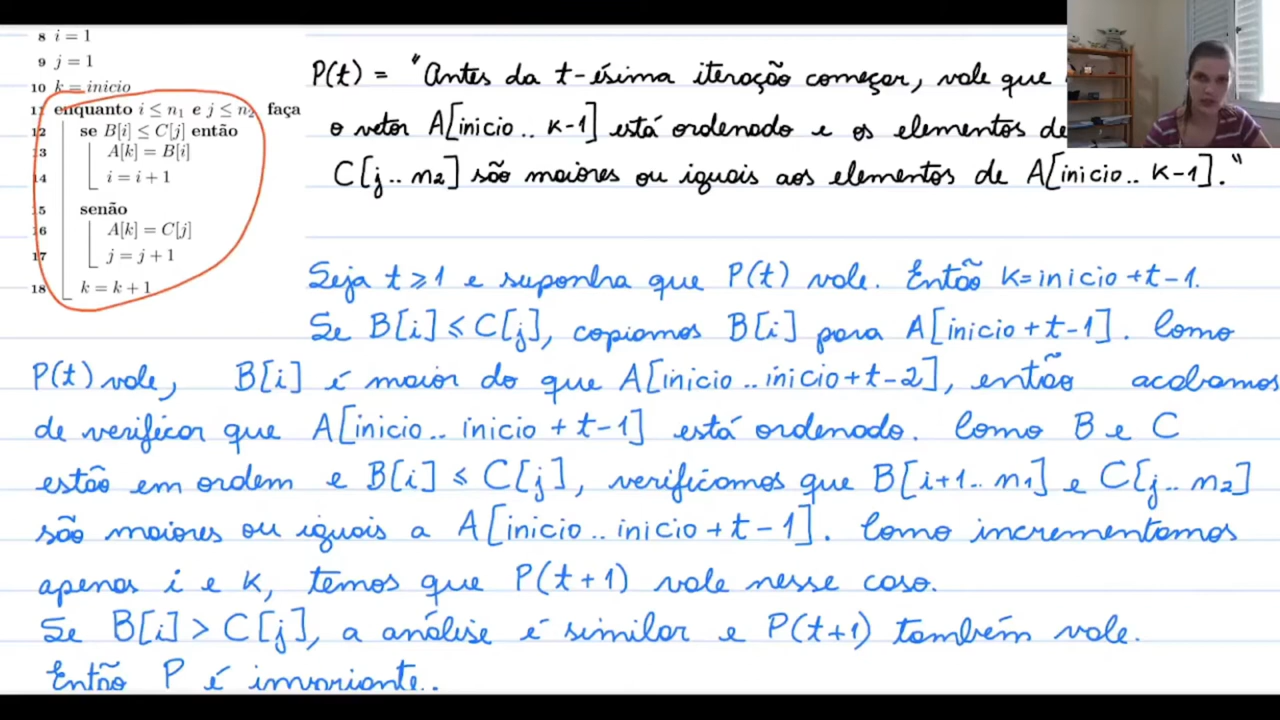 8 i = 1
9 j = 1
10 k = inicio
11 enquanto i ≤ n₁ e j ≤ n₂ faça
12 se B[i] ≤ C[j] então
13 A[k] = B[i]
14 i = i + 1
15 senão
16 A[k] = C[j]
17 j = j + 1
18 k = k + 1
P(t) = "Antes da t-ésima iteração começar, vale que
o vetor A[inicio .. k-1] está ordenado e os elementos de
C[j .. n2] são maiores ou iguais aos elementos de A[inicio .. k-1]."
Seja t ≥ 1 e suponha que P(t) vale. Então k = inicio + t - 1.
Se B[i] ≤ C[j], copiamos B[i] para A[inicio + t - 1]. Como
P(t) vale, B[i] é maior do que A[inicio .. inicio + t - 2], então acabamos
de verificar que A[inicio .. inicio + t - 1] está ordenado. Como B e C
estão em ordem e B[i] ≤ C[j], verificamos que B[i+1 .. n1] e C[j .. n2]
são maiores ou iguais a A[inicio .. inicio + t - 1]. Como incrementamos
apenas i e k, temos que P(t+1) vale nesse caso.
Se B[i] > C[j], a análise é similar e P(t+1) também vale.
Então P é invariante..